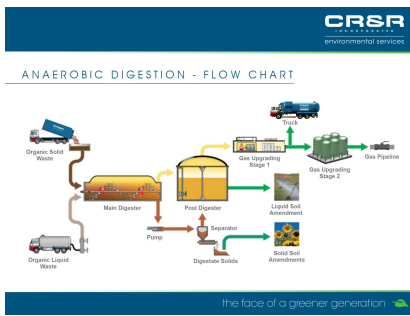 CR&R
INCORPORATED
environmental services
ANAEROBIC DIGESTION - FLOW CHART
Truck
Organic Solid
Waste
Gas Upgrading
Stage 1
Gas Upgrading
Stage 2
Gas Pipeline
Main Digester
Post Digester
Liquid Soil
Amendment
Pump
Separator
Organic Liquid
Waste
Digestate Solids
Solid Soil
Amendments
the face of a greener generation